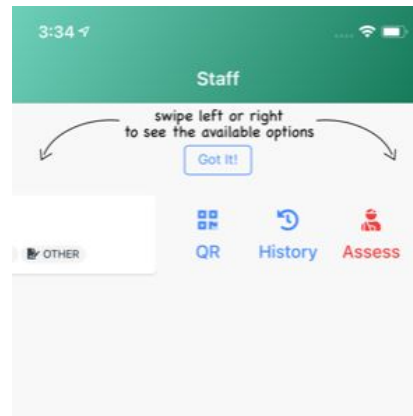 3:34
Staff
swipe left or right
to see the available options
Got It!
OTHER
QR History Assess